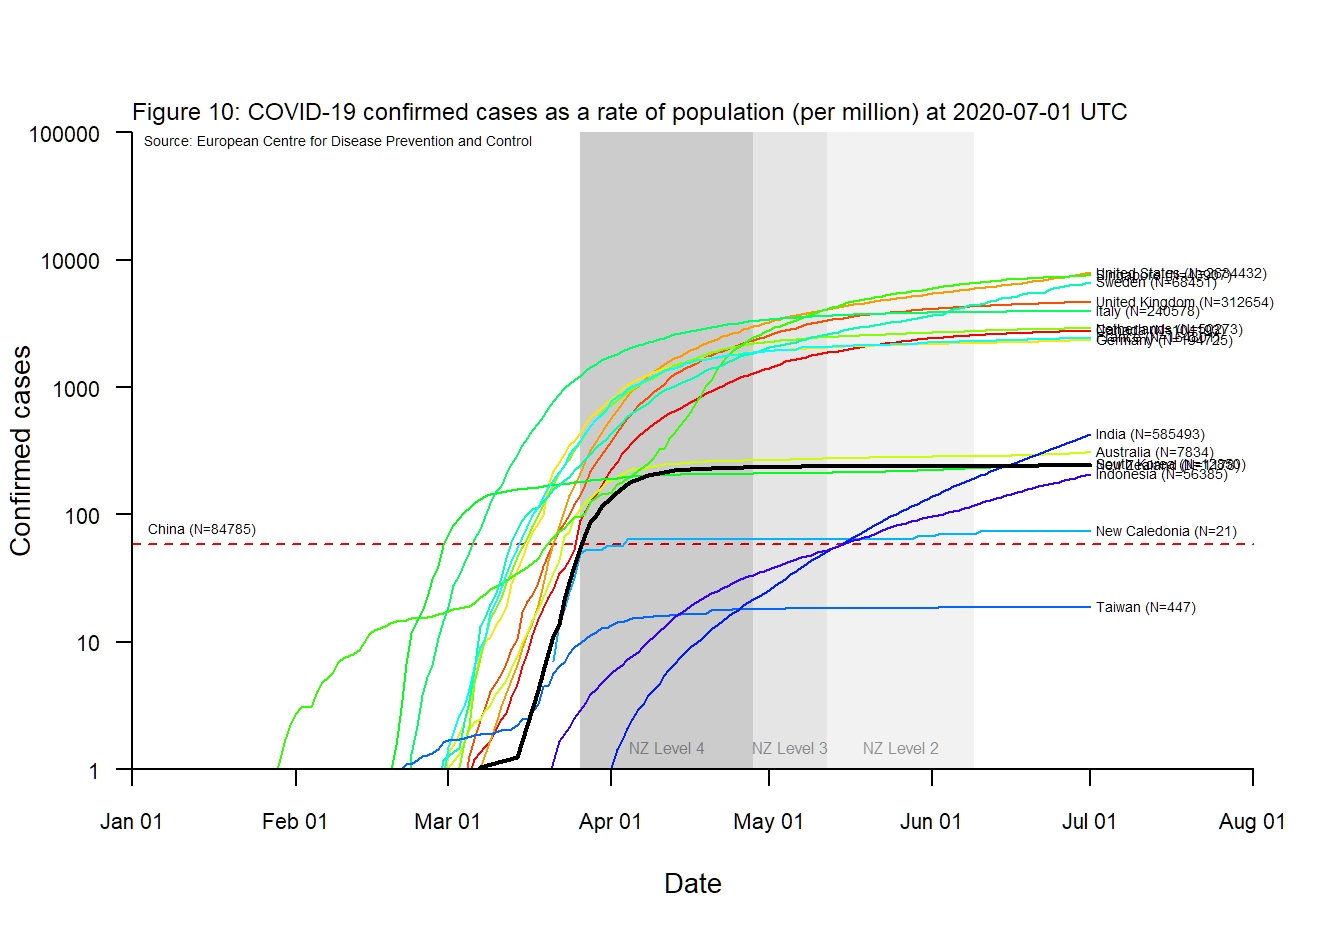 Figure 10: COVID-19 confirmed cases as a rate of population (per million) at 2020-07-01 UTC
Source: European Centre for Disease Prevention and Control
100000
10000
1000
100
10
1
Confirmed cases
China (N=84785)
United States (N=2634432)
Sweden (N=68451)
United Kingdom (N=312654)
Italy (N=240578)
Germany (N=194725)
India (N=585493)
Australia (N=7834)
Indonesia (N=56385)
New Caledonia (N=21)
Taiwan (N=447)
NZ Level 4
NZ Level 3
NZ Level 2
Jan 01
Feb 01
Mar 01
Apr 01
May 01
Jun 01
Jul 01
Aug 01
Date